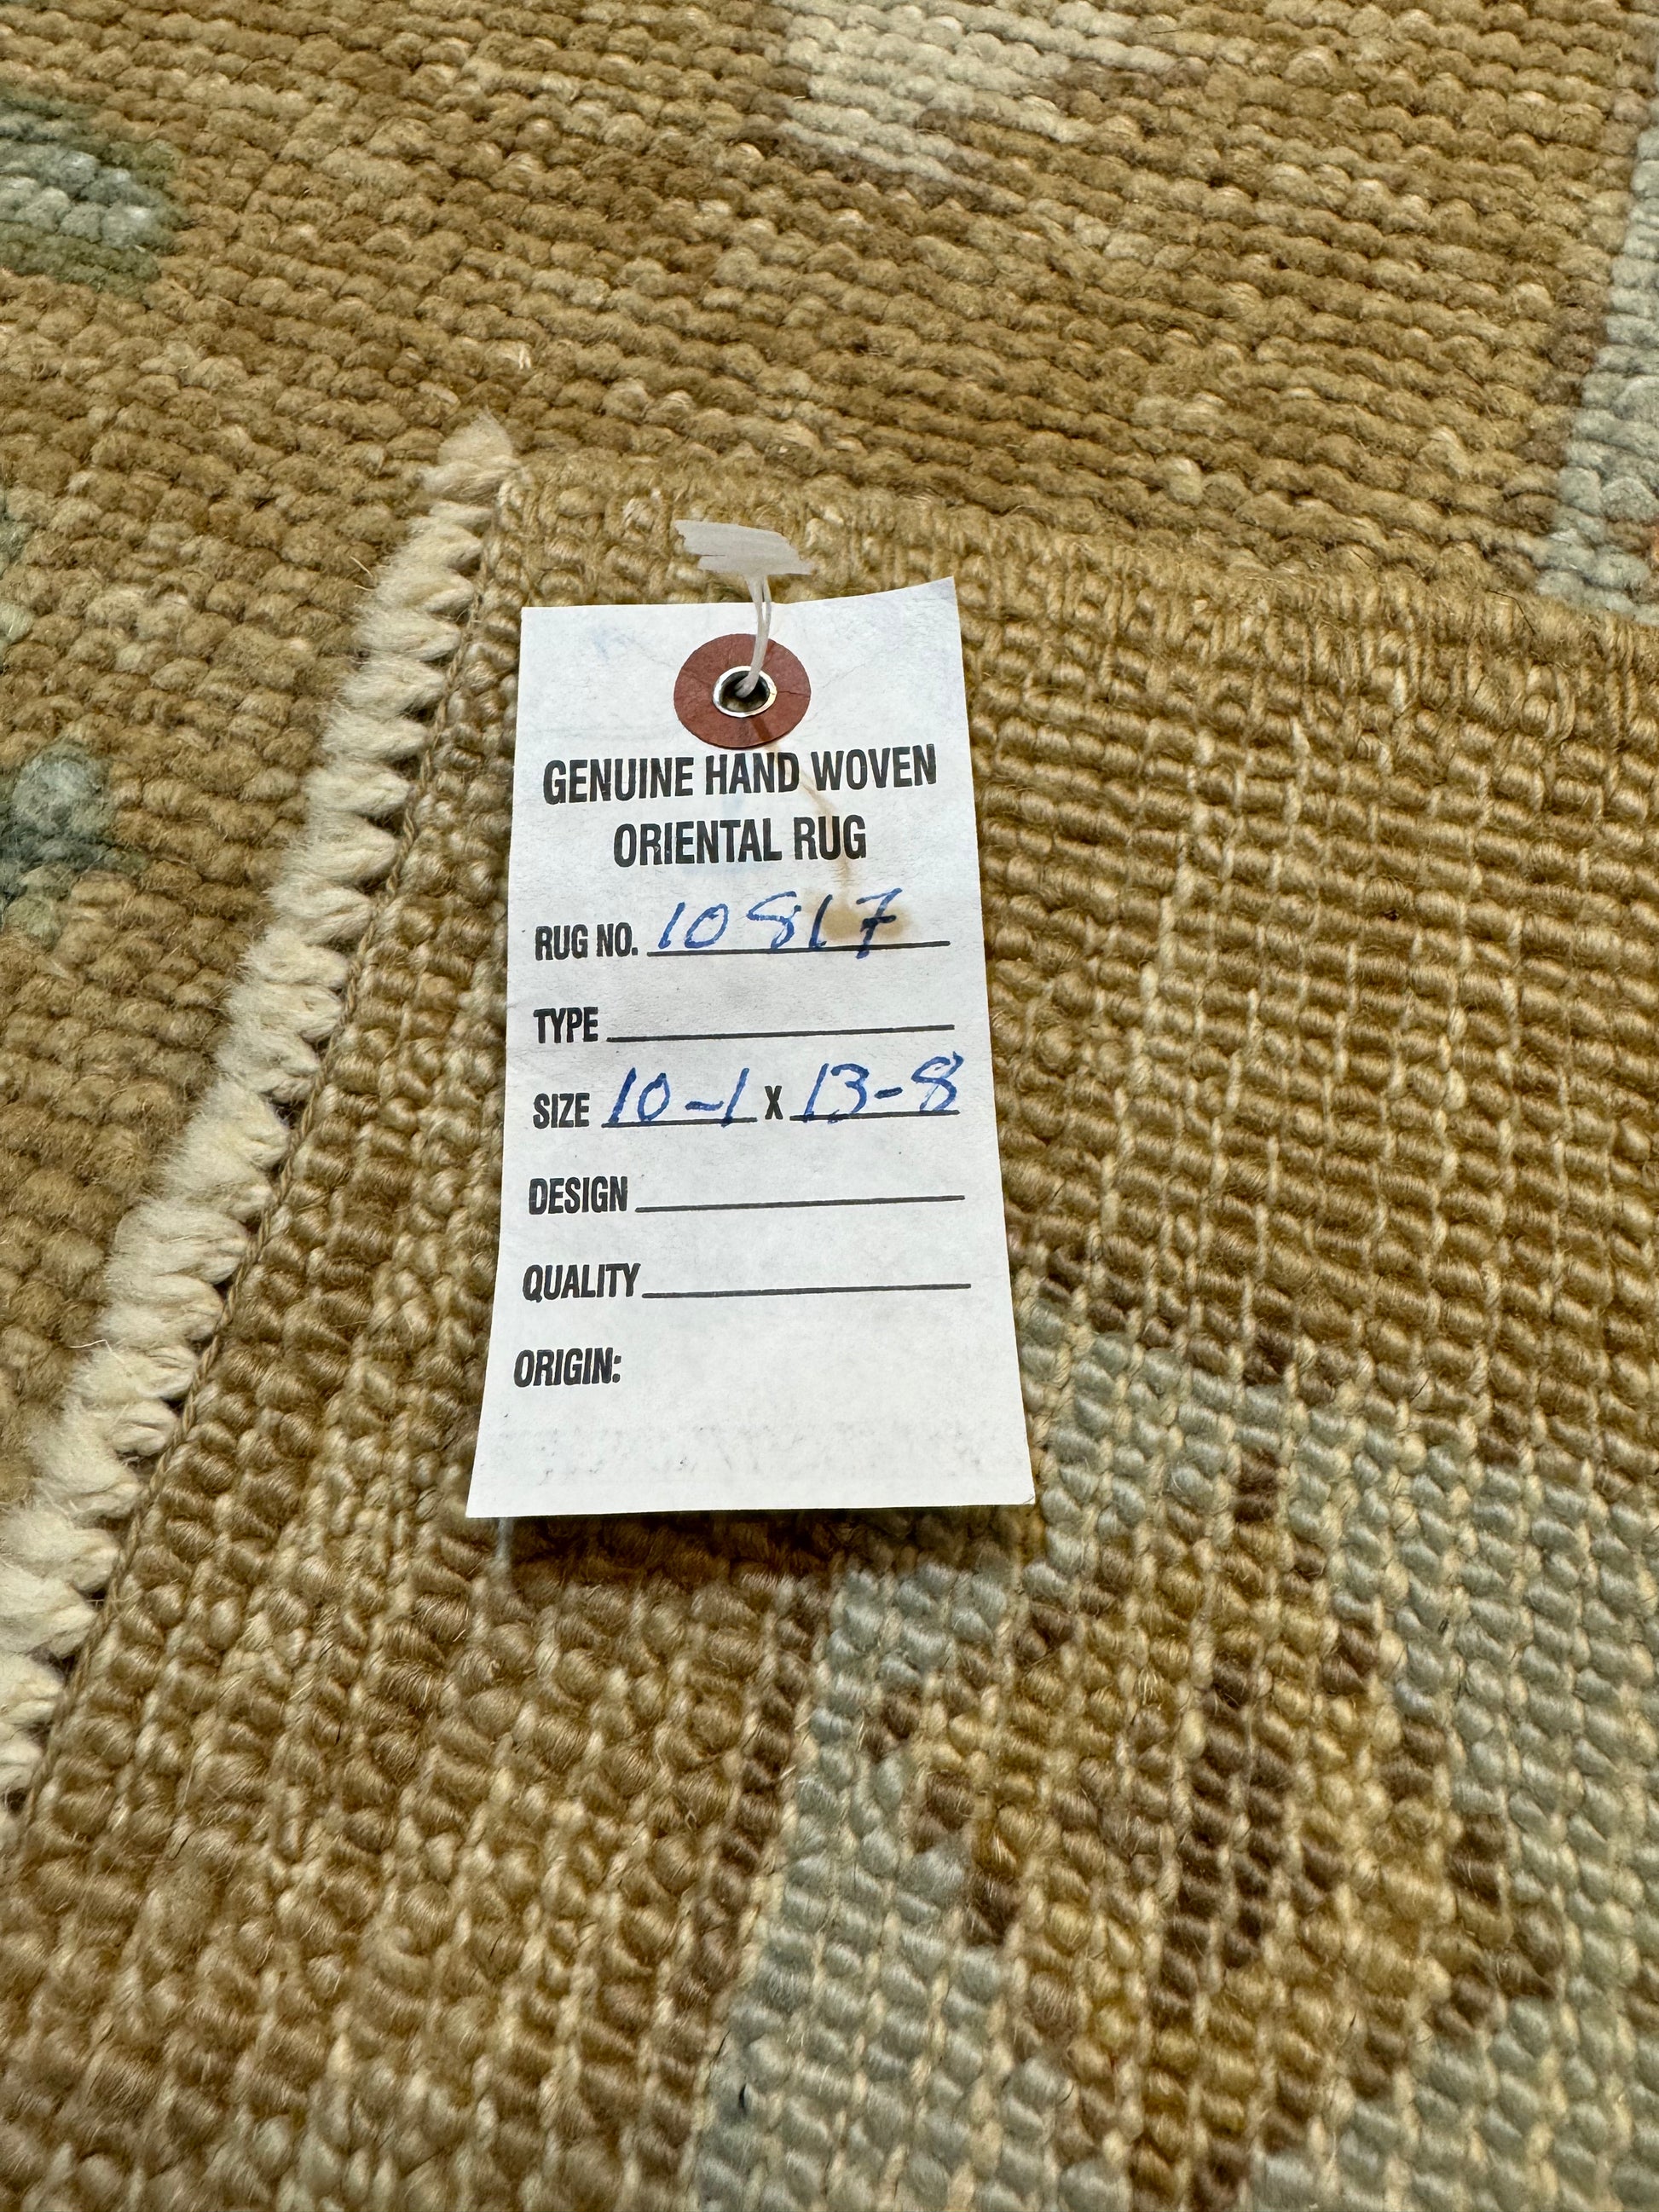 GENUINE HAND WOVEN
ORIENTAL RUG
RUG NO. 10817
TYPE
SIZE 10-1 X 13-8
DESIGN
QUALITY
ORIGIN: